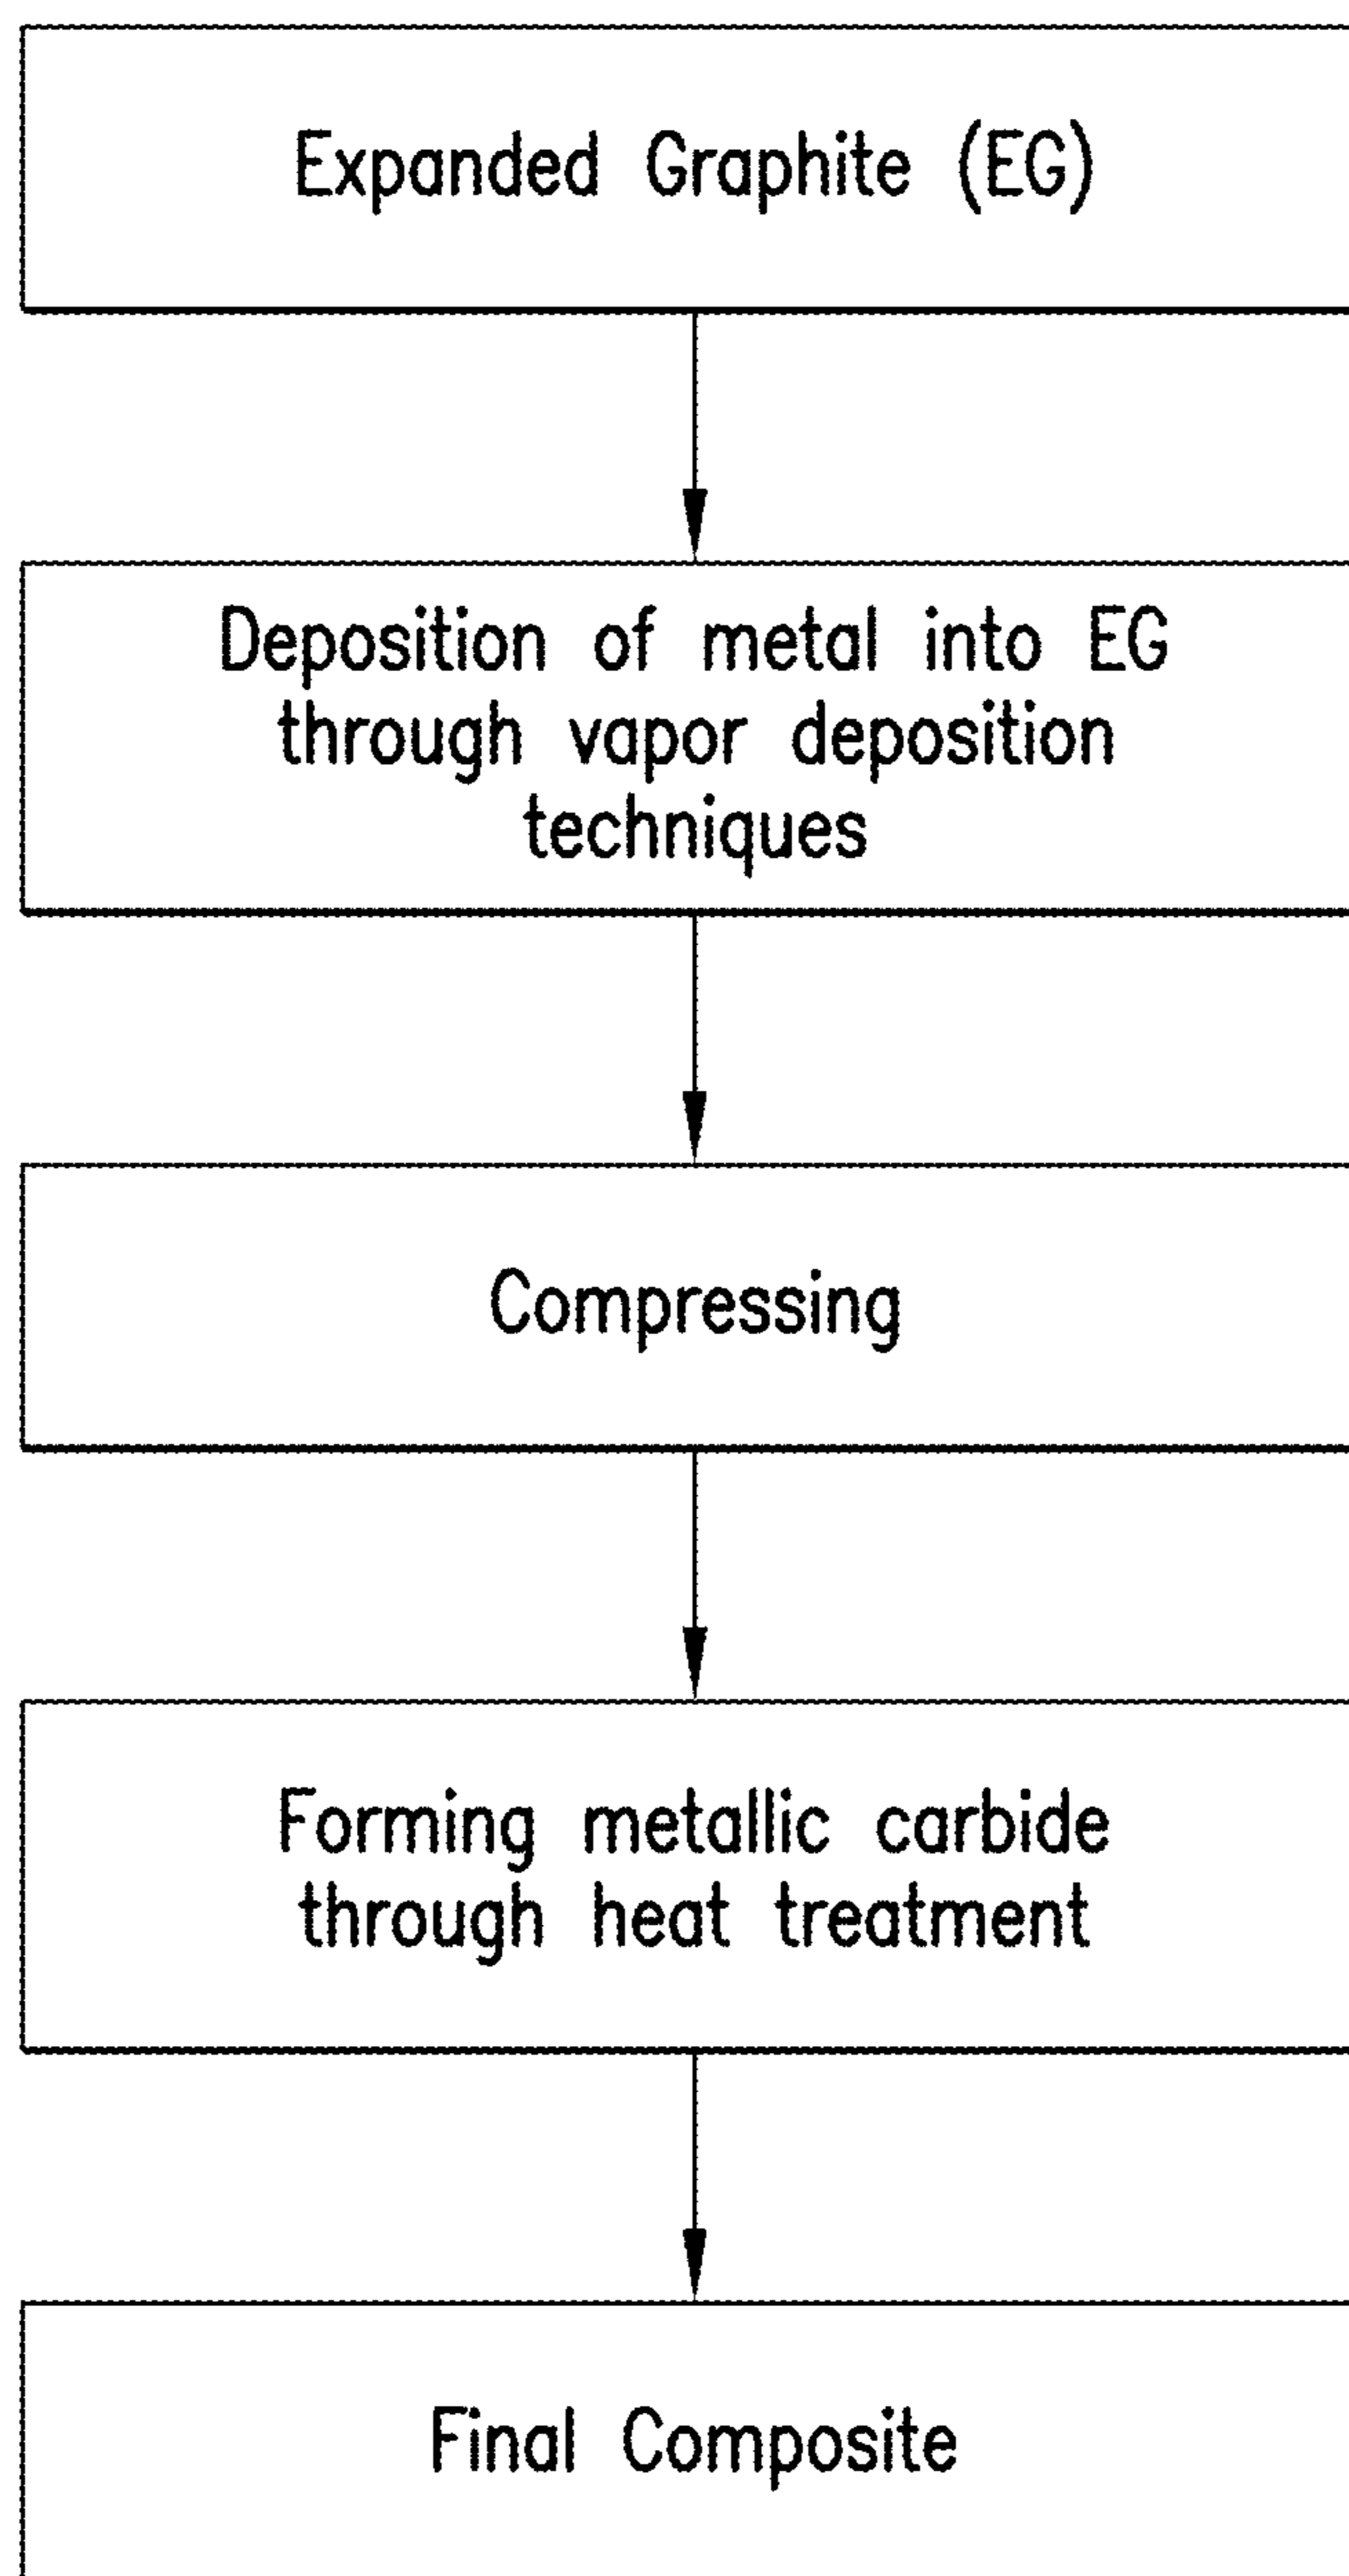 Expanded Graphite (EG)
Deposition of metal into EG
through vapor deposition
techniques
Compressing
Forming metallic carbide
through heat treatment
Final Composite